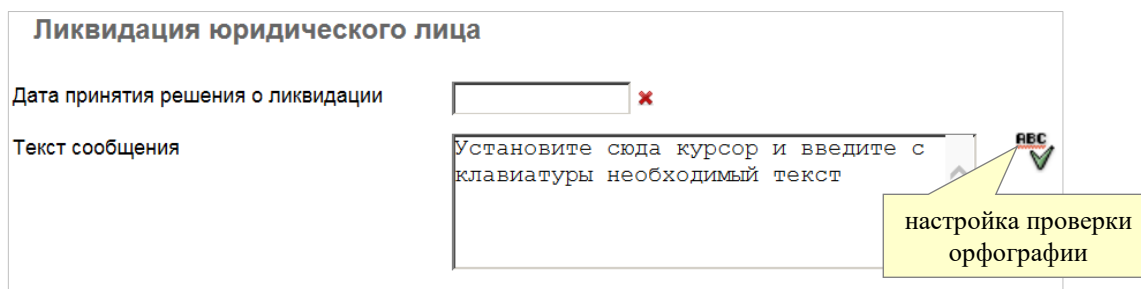 Ликвидация юридического лица
Дата принятия решения о ликвидации
Текст сообщения
Установите сюда курсор и введите с
клавиатуры необходимый текст
ABC
настройка проверки
орфографии